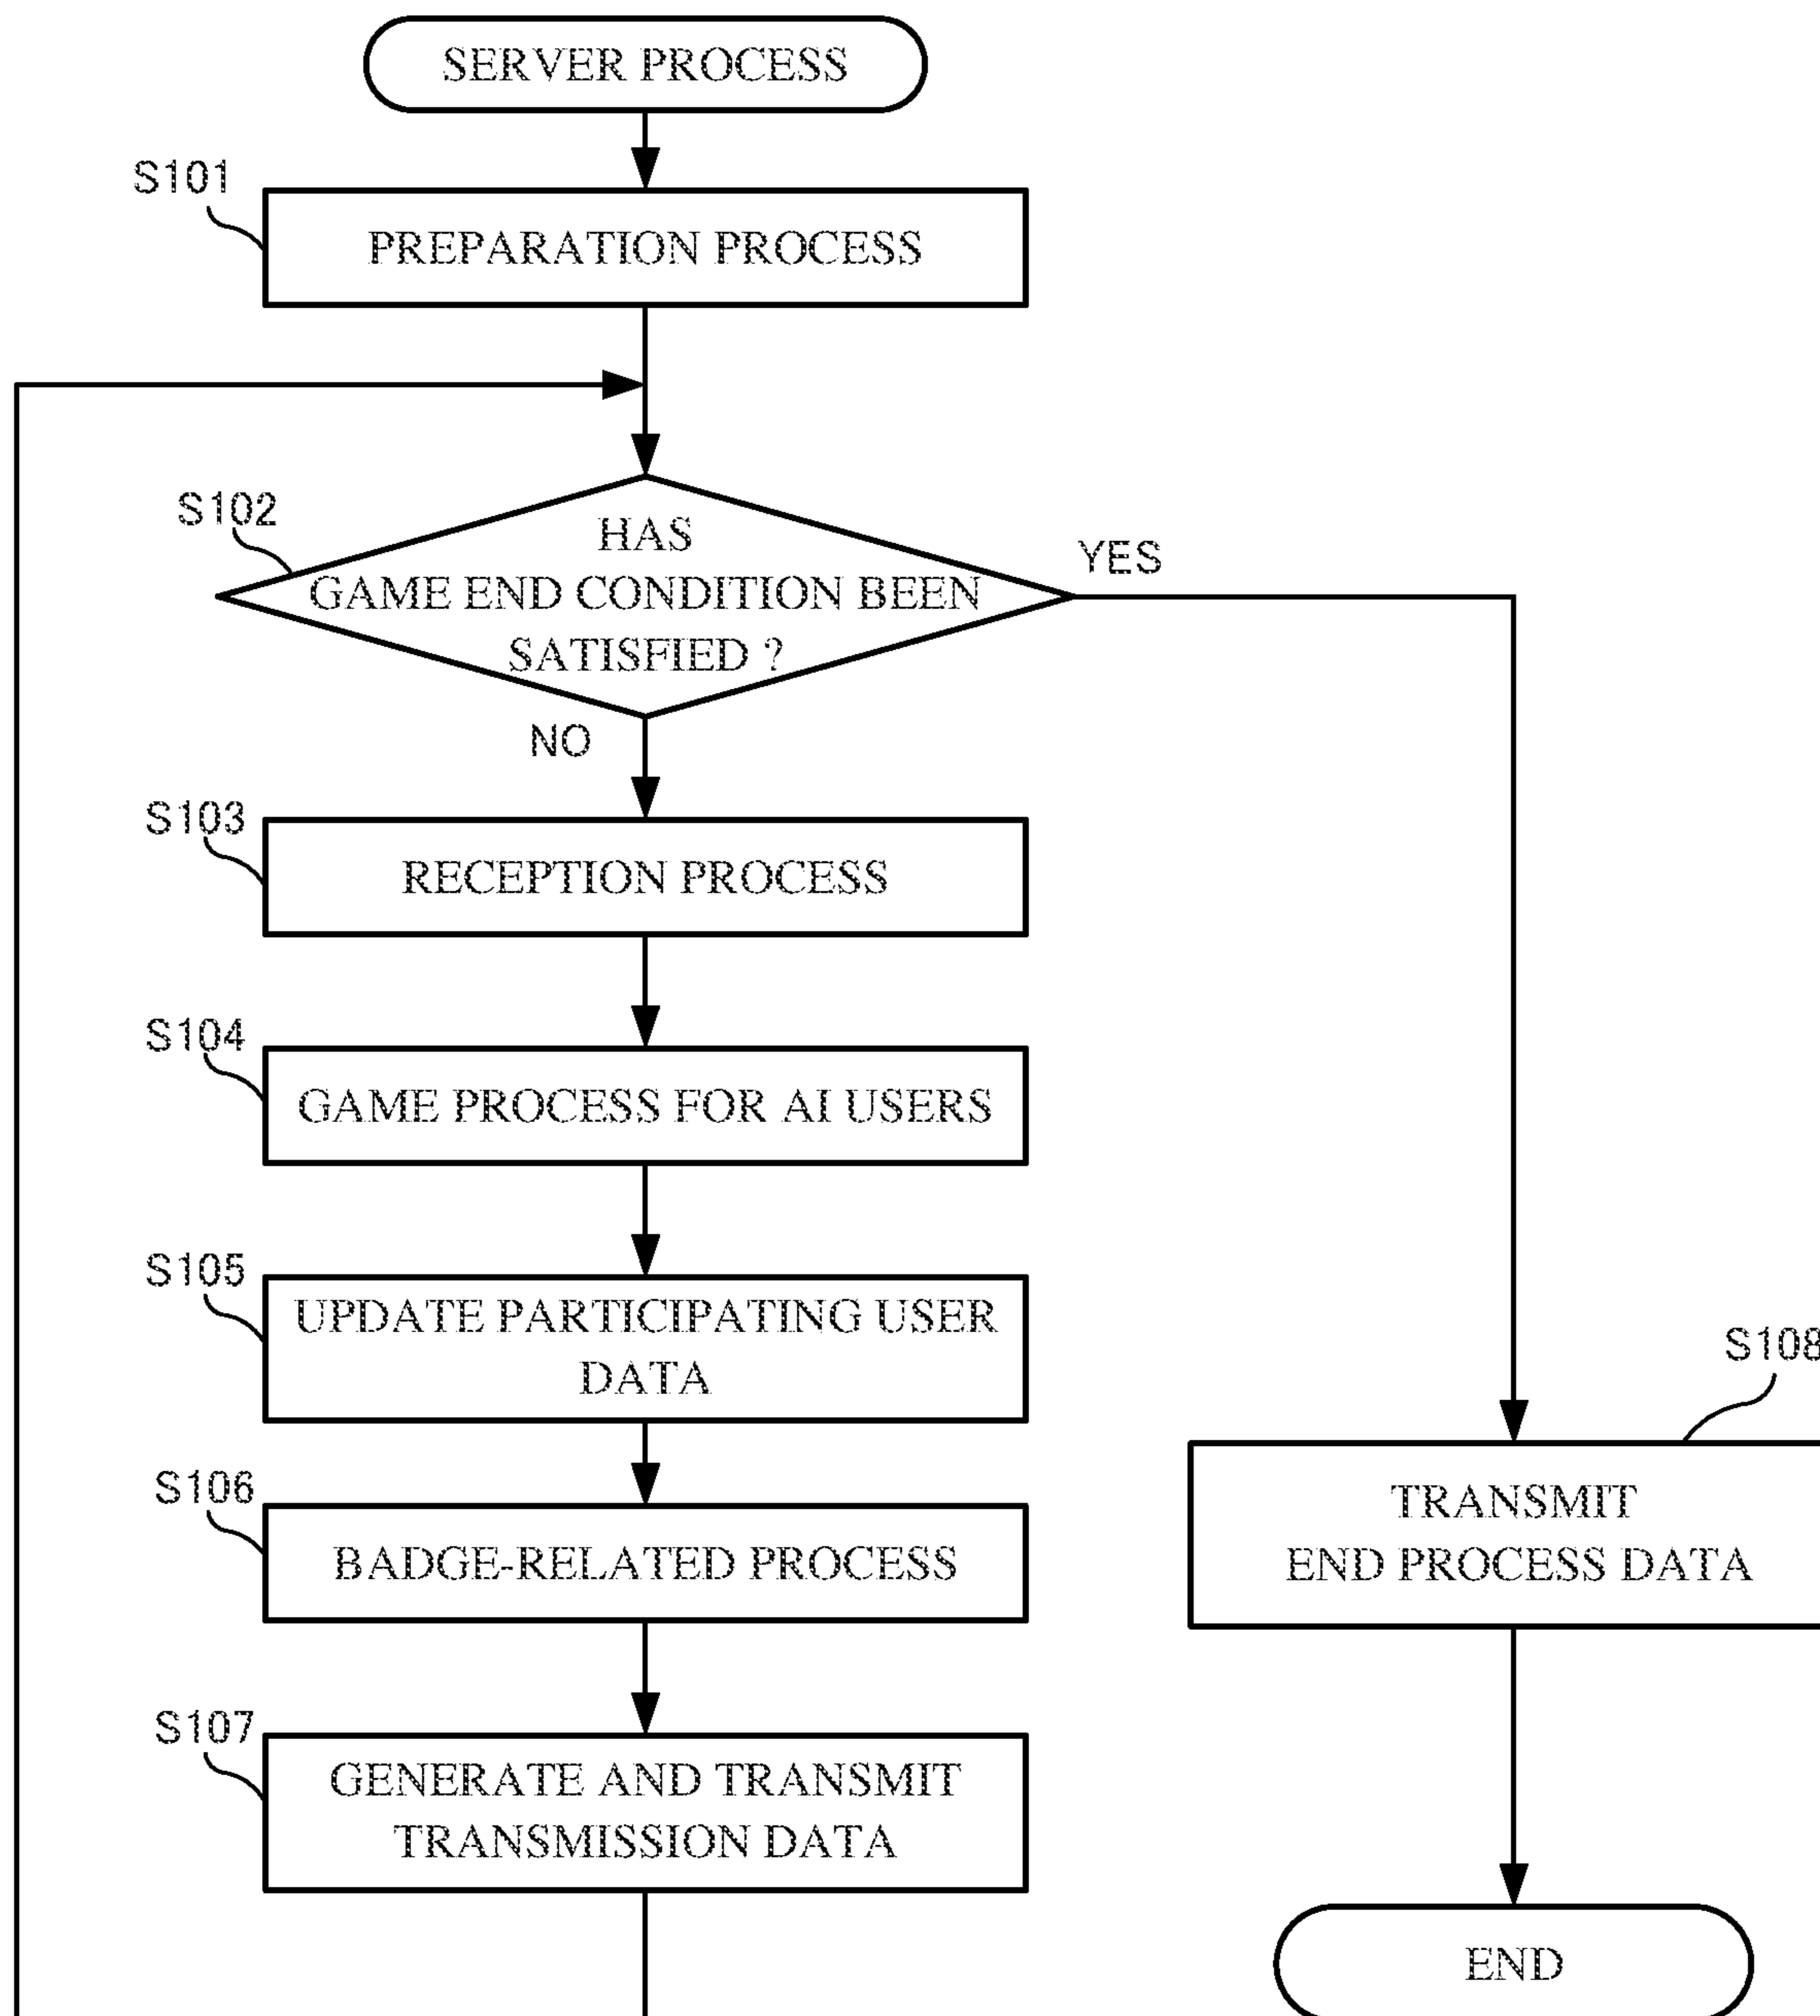 SERVER PROCESS
S101
PREPARATION PROCESS
S102
HAS
GAME END CONDITION BEEN
SATISFIED ?
YES
NO
S103
RECEPTION PROCESS
S104
GAME PROCESS FOR AI USERS
S105
UPDATE PARTICIPATING USER
DATA
S106
BADGE-RELATED PROCESS
S107
GENERATE AND TRANSMIT
TRANSMISSION DATA
S108
TRANSMIT
END PROCESS DATA
END